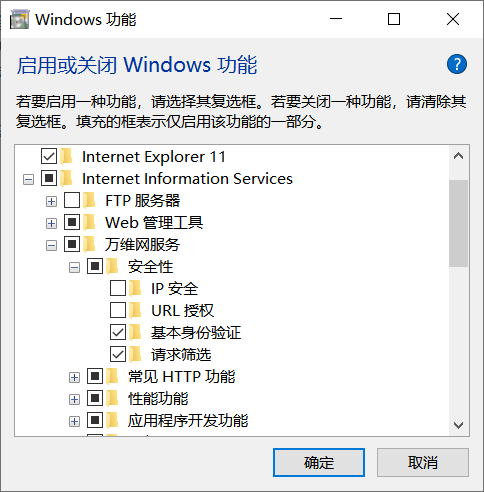 Windows 功能
启用或关闭 Windows 功能
?
若要启用一种功能，请选择其复选框。若要关闭一种功能，请清除其
复选框。填充的框表示仅启用该功能的一部分。
Internet Explorer 11
Internet Information Services
FTP 服务器
Web 管理工具
万维网服务
安全性
IP 安全
URL 授权
基本身份验证
请求筛选
常见 HTTP 功能
性能功能
应用程序开发功能
确定
取消